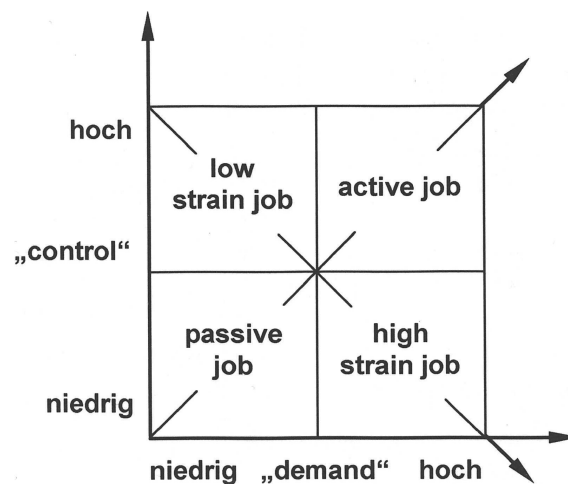 hoch
low
strain job
active job
„control“
passive
job
high
strain job
niedrig
niedrig „demand“ hoch